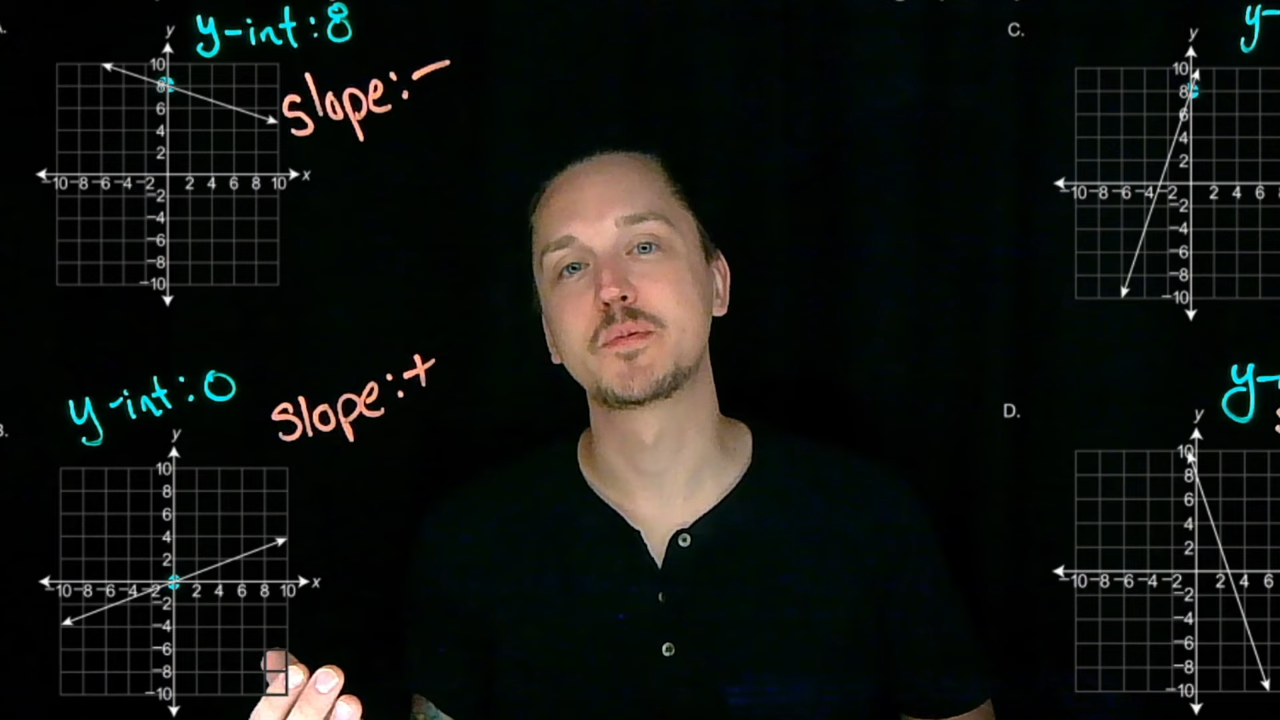 A.
y-int: 8
slope: -
y
10
8
6
4
2
-10 -8 -6 -4 -2 2 4 6 8 10 x
-2
-4
-6
-8
-10
y-int: 0
slope: +
B.
y
10
8
6
4
2
-10 -8 -6 -4 -2 2 4 6 8 10 x
-2
-4
-6
-8
-10
C.
y-
y
10
8
6
4
2
-10 -8 -6 -4 -2 2 4 6
-2
-4
-6
-8
-10
D.
y-
y
10
8
6
4
2
-10 -8 -6 -4 -2 2 4 6
-2
-4
-6
-8
-10